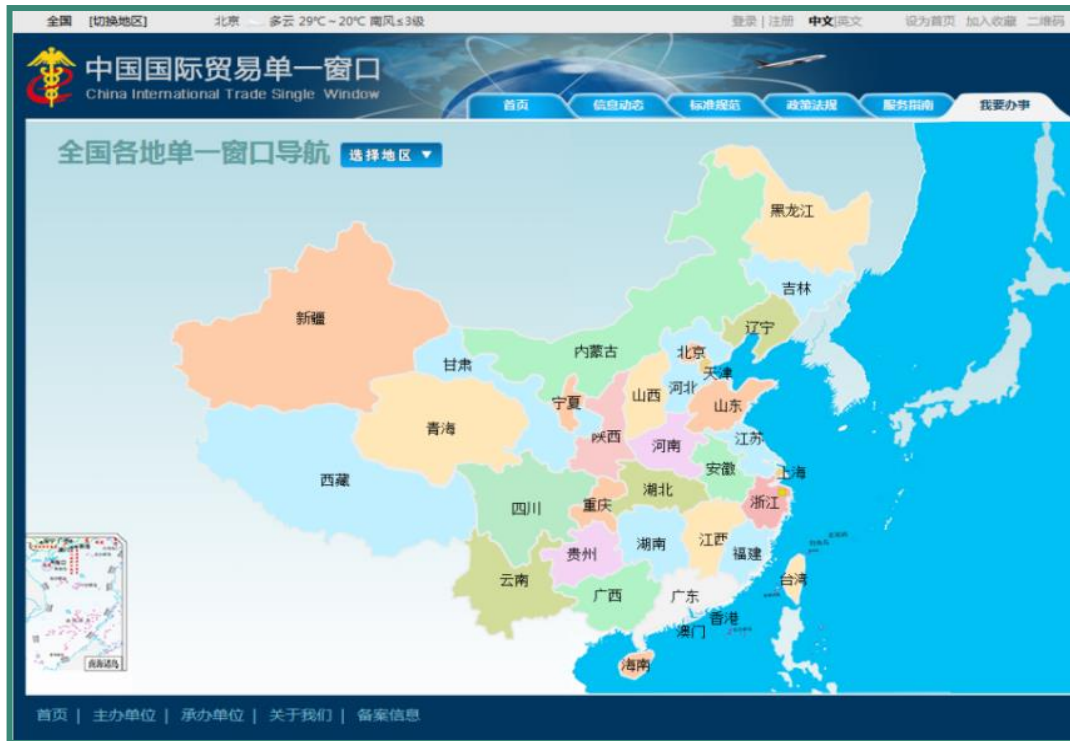 全国 [切换地区] 北京 多云 29℃~20℃ 南风≤3级 登录 | 注册 中文|英文 设为首页 加入收藏 二维码
中国国际贸易单一窗口
China International Trade Single Window
首页 信息动态 标准规范 政策法规 服务指南 我要办事
全国各地单一窗口导航 选择地区 ▼
黑龙江
吉林
新疆
辽宁
内蒙古 北京
甘肃
天津
河北
山西
宁夏 山东
青海
陕西 河南 江苏
安徽 上海
西藏
湖北
四川 重庆 浙江
湖南 江西
贵州 福建
云南 台湾
广西 广东
香港
澳门
海南
南海诸岛
首页 | 主办单位 | 承办单位 | 关于我们 | 备案信息